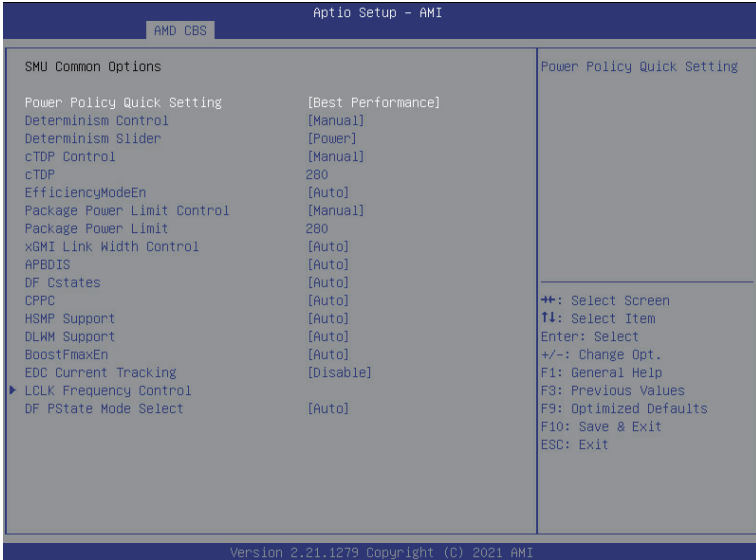 Aptio Setup – AMI
AMD CBS
SMU Common Options
Power Policy Quick Setting [Best Performance]
Determinism Control [Manual]
Determinism Slider [Power]
cTDP Control [Manual]
cTDP 280
EfficiencyModeEn [Auto]
Package Power Limit Control [Manual]
Package Power Limit 280
xGMI Link Width Control [Auto]
APBDIS [Auto]
DF Cstates [Auto]
CPPC [Auto]
HSMP Support [Auto]
DLWM Support [Auto]
BoostFmaxEn [Auto]
EDC Current Tracking [Disable]
LCLK Frequency Control
DF PState Mode Select [Auto]
Power Policy Quick Setting
→←: Select Screen
↑↓: Select Item
Enter: Select
+/-: Change Opt.
F1: General Help
F3: Previous Values
F9: Optimized Defaults
F10: Save & Exit
ESC: Exit
Version 2.21.1279 Copyright (C) 2021 AMI